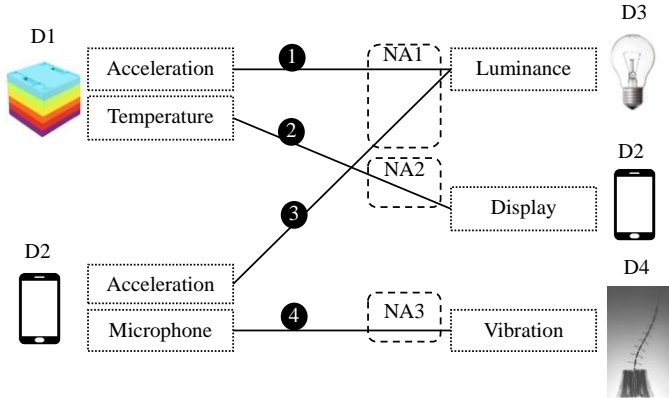 D1
Acceleration
Temperature
D2
Acceleration
Microphone
1
2
3
4
NA1
NA2
NA3
Luminance
Display
Vibration
D3
D2
D4